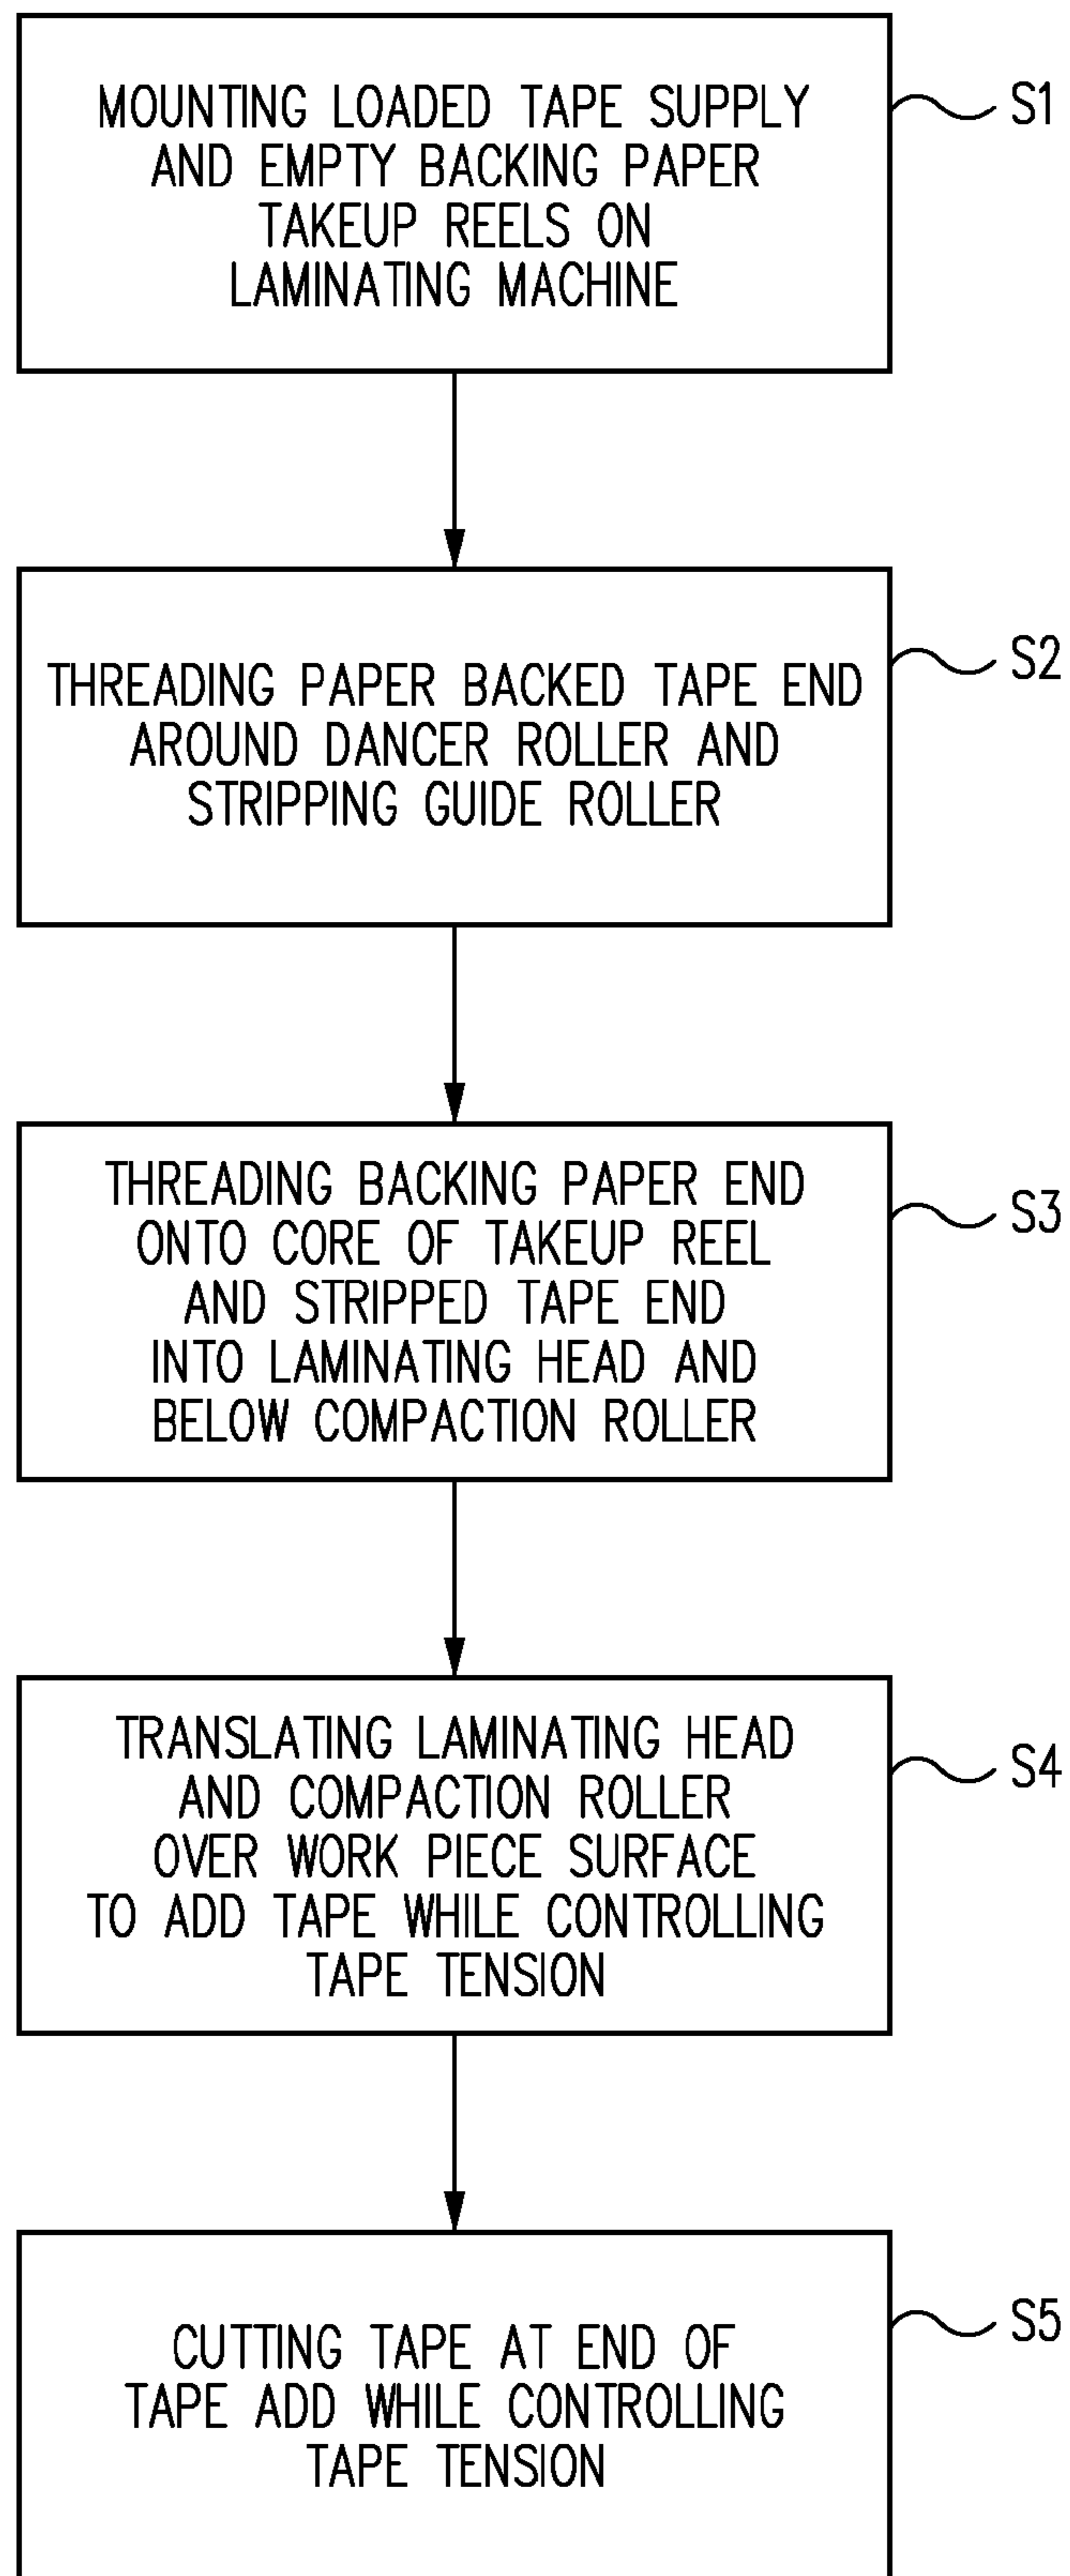 MOUNTING LOADED TAPE SUPPLY
AND EMPTY BACKING PAPER
TAKEUP REELS ON
LAMINATING MACHINE
S1
THREADING PAPER BACKED TAPE END
AROUND DANCER ROLLER AND
STRIPPING GUIDE ROLLER
S2
THREADING BACKING PAPER END
ONTO CORE OF TAKEUP REEL
AND STRIPPED TAPE END
INTO LAMINATING HEAD AND
BELOW COMPACTION ROLLER
S3
TRANSLATING LAMINATING HEAD
AND COMPACTION ROLLER
OVER WORK PIECE SURFACE
TO ADD TAPE WHILE CONTROLLING
TAPE TENSION
S4
CUTTING TAPE AT END OF
TAPE ADD WHILE CONTROLLING
TAPE TENSION
S5